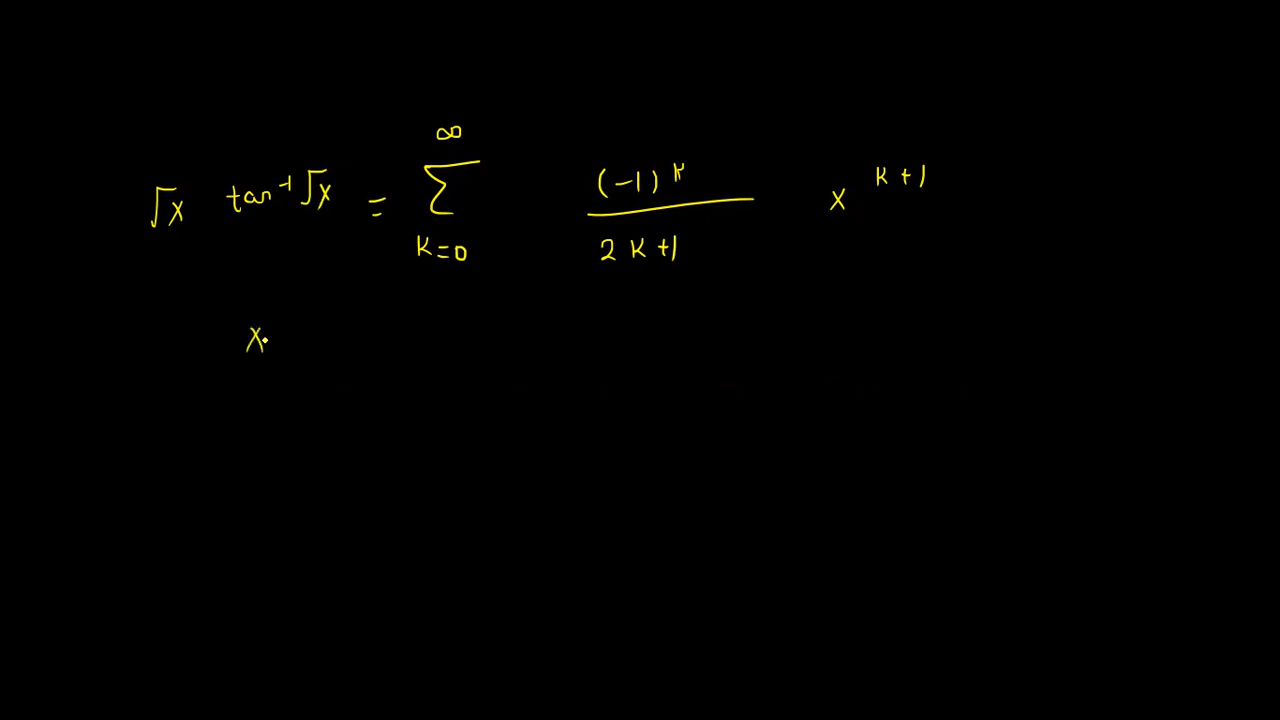 √x tan⁻¹√x = ∞ ∑ k=0 (-1)^k / 2k+1 x^k+1
x